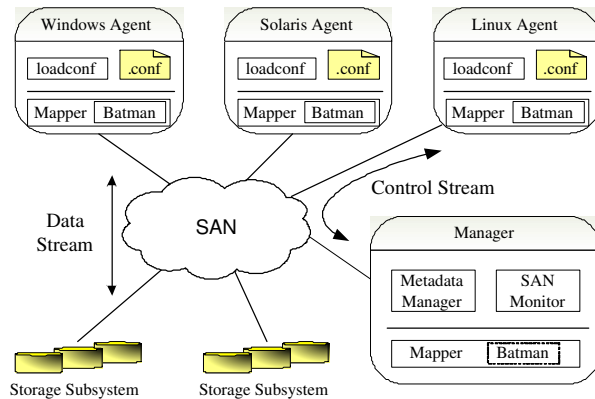 Windows Agent
loadconf
.conf
Mapper
Batman
Solaris Agent
loadconf
.conf
Mapper
Batman
Linux Agent
loadconf
.conf
Mapper
Batman
Data
Stream
SAN
Control Stream
Manager
Metadata
Manager
SAN
Monitor
Mapper
Batman
Storage Subsystem
Storage Subsystem